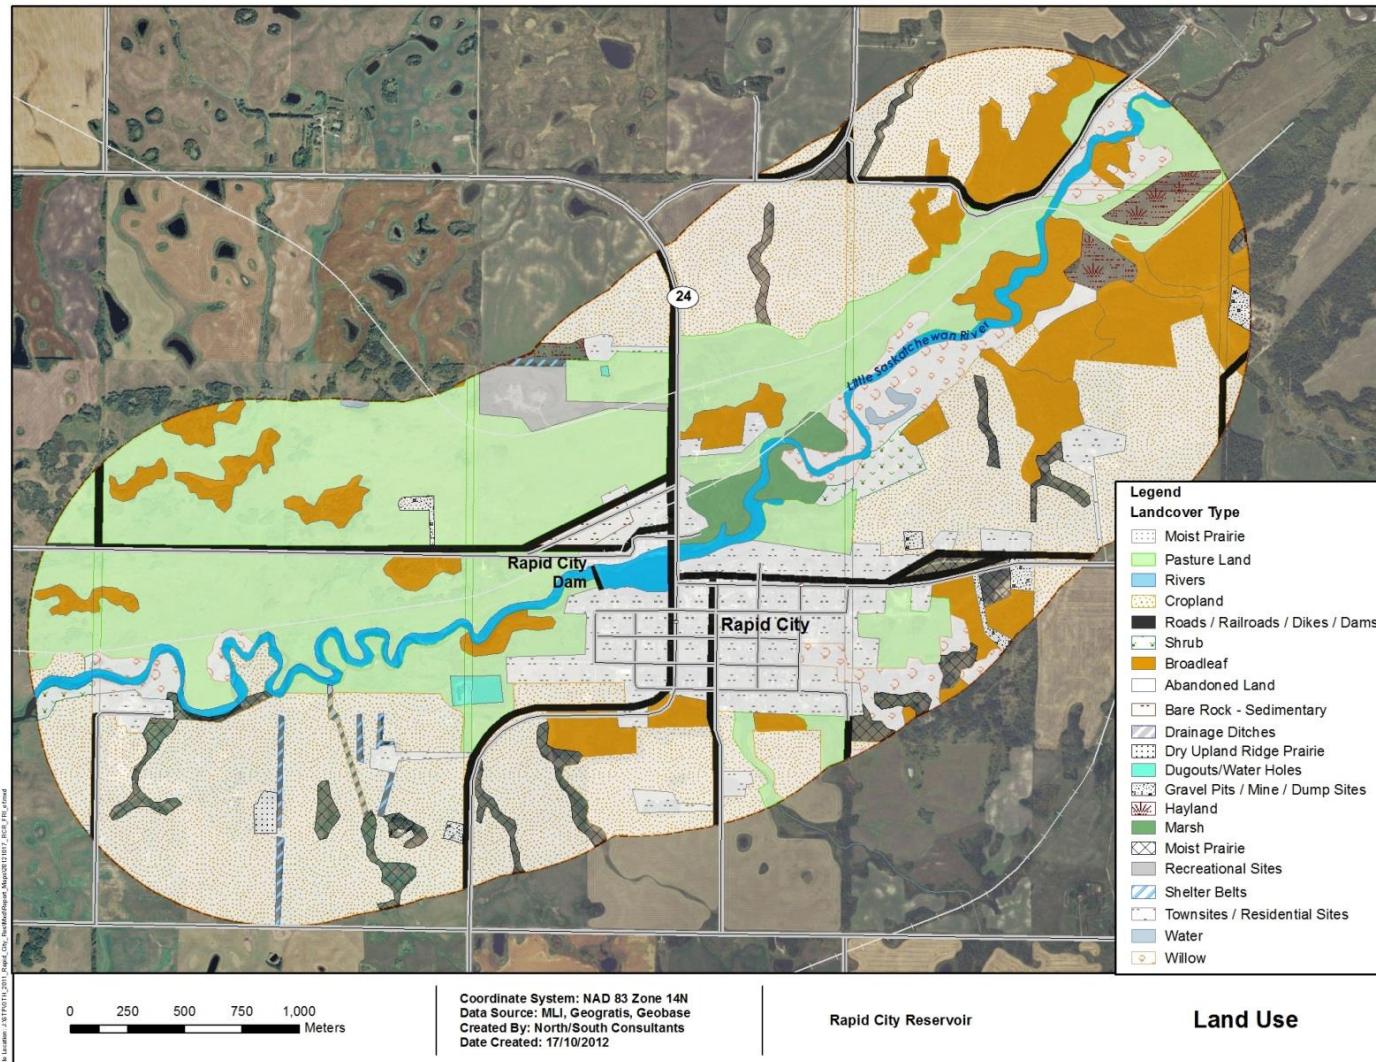 24
Little Saskatchewan River
Rapid City
Dam
Rapid City
Legend
Landcover Type
Moist Prairie
Pasture Land
Rivers
Cropland
Roads / Railroads / Dikes / Dams
Shrub
Broadleaf
Abandoned Land
Bare Rock - Sedimentary
Drainage Ditches
Dry Upland Ridge Prairie
Dugouts/Water Holes
Gravel Pits / Mine / Dump Sites
Hayland
Marsh
Moist Prairie
Recreational Sites
Shelter Belts
Townsites / Residential Sites
Water
Willow
0 250 500 750 1,000
Meters
Coordinate System: NAD 83 Zone 14N
Data Source: MLI, Geogratis, Geobase
Created By: North/South Consultants
Date Created: 17/10/2012
Rapid City Reservoir
Land Use